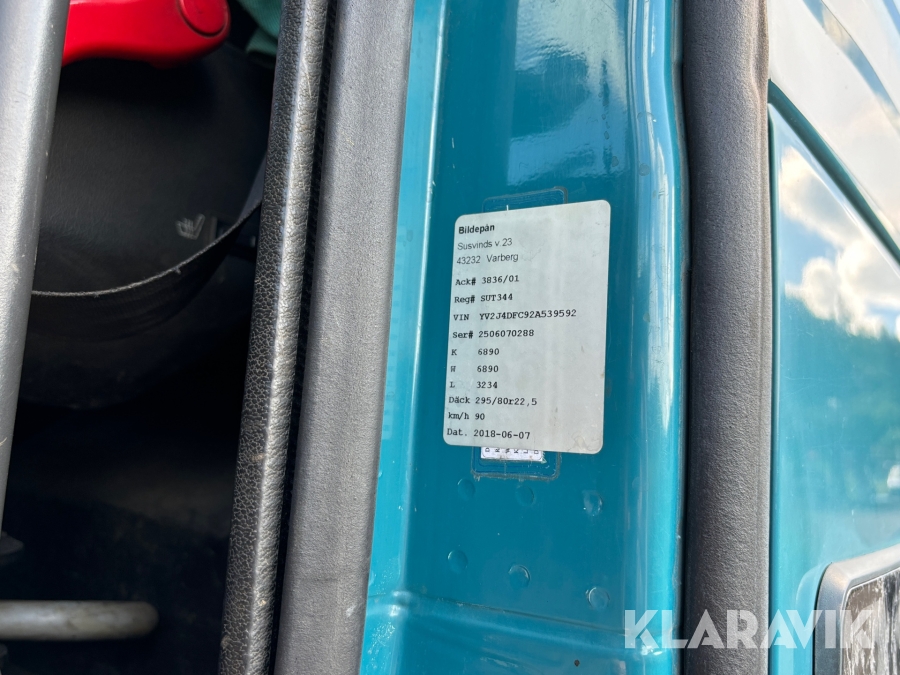 Bildepån
Susvinds v.23
43232 Varberg
Ack# 3836/01
Reg# SUT344
VIN YV2J4DFC92A539592
Ser# 2506070288
K 6890
W 6890
L 3234
Däck 295/80r22,5
km/h 90
Dat. 2018-06-07
KLARAVIK